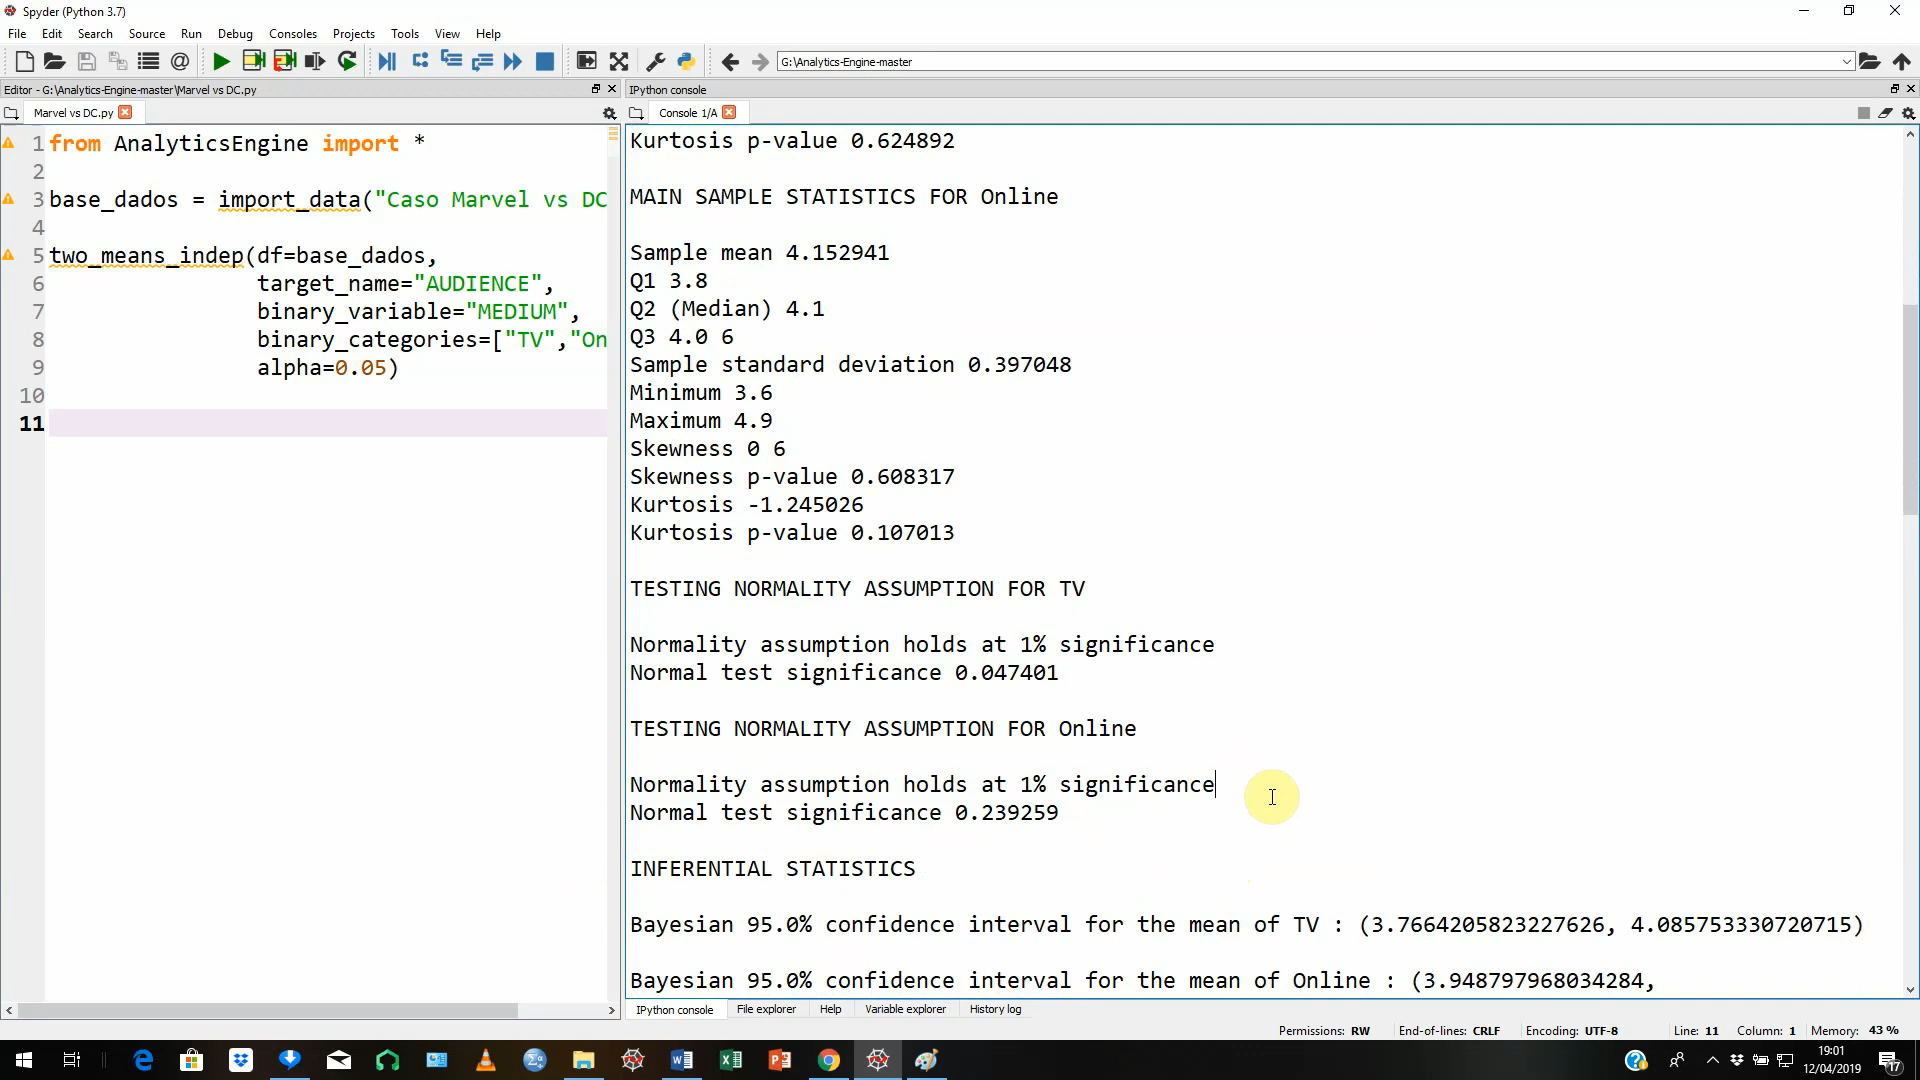 Spyder (Python 3.7)
File Edit Search Source Run Debug Consoles Projects Tools View Help
G:\Analytics-Engine-master
Editor - G:\Analytics-Engine-master\Marvel vs DC.py
IPython console
Marvel vs DC.py
Console 1/A
1 from AnalyticsEngine import *
2
3 base_dados = import_data("Caso Marvel vs DC
4
5 two_means_indep(df=base_dados,
6 target_name="AUDIENCE",
7 binary_variable="MEDIUM",
8 binary_categories=["TV","On
9 alpha=0.05)
10
11
Kurtosis p-value 0.624892
MAIN SAMPLE STATISTICS FOR Online
Sample mean 4.152941
Q1 3.8
Q2 (Median) 4.1
Q3 4.0 6
Sample standard deviation 0.397048
Minimum 3.6
Maximum 4.9
Skewness 0 6
Skewness p-value 0.608317
Kurtosis -1.245026
Kurtosis p-value 0.107013
TESTING NORMALITY ASSUMPTION FOR TV
Normality assumption holds at 1% significance
Normal test significance 0.047401
TESTING NORMALITY ASSUMPTION FOR Online
Normality assumption holds at 1% significance
Normal test significance 0.239259
INFERENTIAL STATISTICS
Bayesian 95.0% confidence interval for the mean of TV : (3.7664205823227626, 4.085753330720715)
Bayesian 95.0% confidence interval for the mean of Online : (3.948797968034284,
IPython console File explorer Help Variable explorer History log
Permissions: RW End-of-lines: CRLF Encoding: UTF-8 Line: 11 Column: 1 Memory: 43 %
19:01
12/04/2019
17